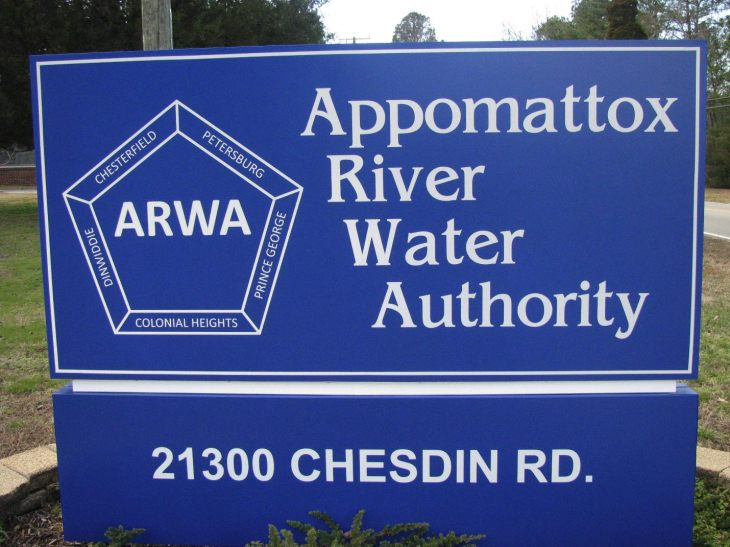 CHESTERFIELD
PETERSBURG
DINWIDDIE
ARWA
PRINCE GEORGE
COLONIAL HEIGHTS
Appomattox
River
Water
Authority
21300 CHESDIN RD.